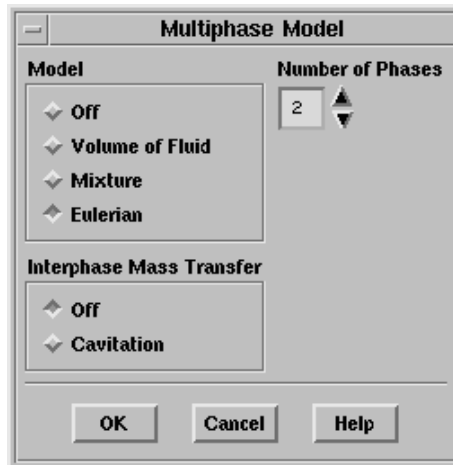 Multiphase Model
Model
Off
Volume of Fluid
Mixture
Eulerian
Number of Phases
2
Interphase Mass Transfer
Off
Cavitation
OK
Cancel
Help